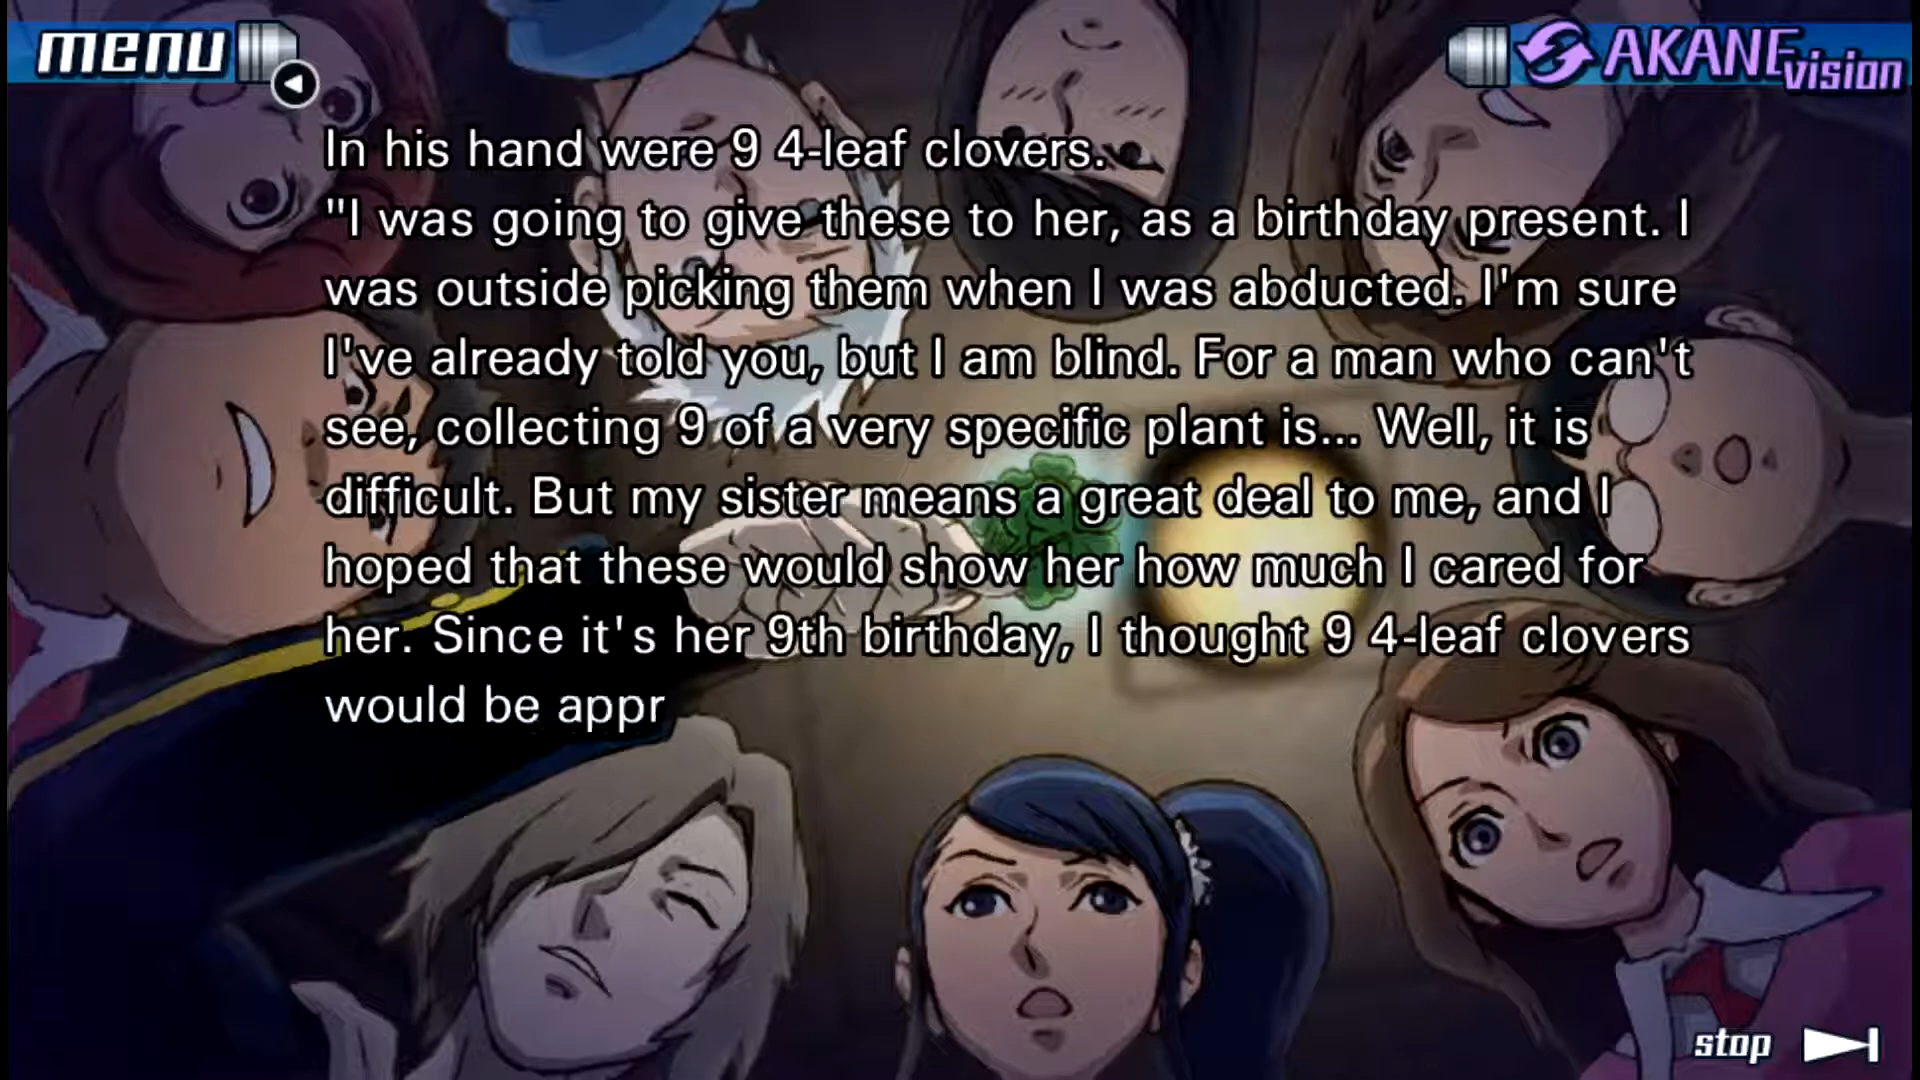 menu
AKANE vision
In his hand were 9 4-leaf clovers.
"I was going to give these to her, as a birthday present. I
was outside picking them when I was abducted. I'm sure
I've already told you, but I am blind. For a man who can't
see, collecting 9 of a very specific plant is... Well, it is
difficult. But my sister means a great deal to me, and I
hoped that these would show her how much I cared for
her. Since it's her 9th birthday, I thought 9 4-leaf clovers
would be appr
stop